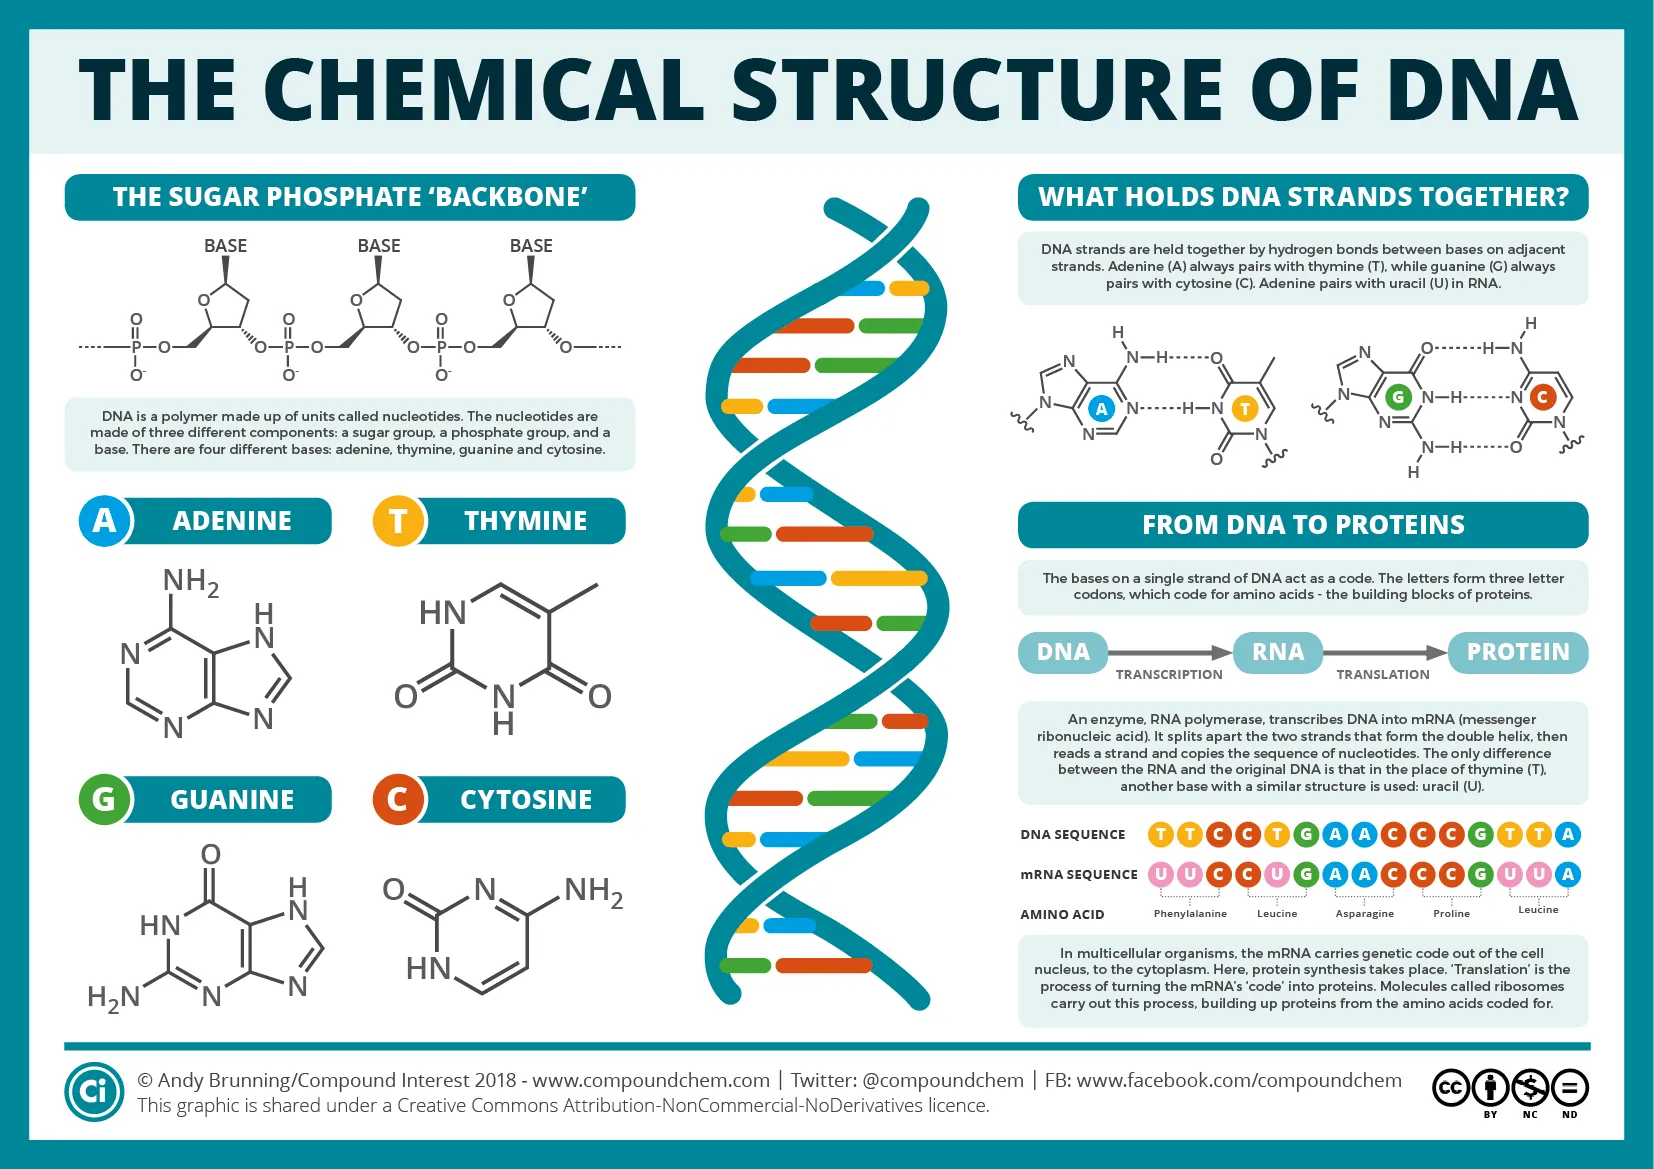 THE CHEMICAL STRUCTURE OF DNA
THE SUGAR PHOSPHATE ‘BACKBONE’
BASE BASE BASE
O O O
O O O
P O O P O O P O O
O- O- O-
DNA is a polymer made up of units called nucleotides. The nucleotides are
made of three different components: a sugar group, a phosphate group, and a
base. There are four different bases: adenine, thymine, guanine and cytosine.
A ADENINE
NH2
H
N
N
N
N
T THYMINE
HN
O
N
H
O
G GUANINE
O
H
N
HN
N
N
H2N
C CYTOSINE
O
N
NH2
HN
WHAT HOLDS DNA STRANDS TOGETHER?
DNA strands are held together by hydrogen bonds between bases on adjacent
strands. Adenine (A) always pairs with thymine (T), while guanine (G) always
pairs with cytosine (C). Adenine pairs with uracil (U) in RNA.
H
N N H O
N A N H N T
N N
O
H
N O H N
N G N H N C
N N
N H O
H
FROM DNA TO PROTEINS
The bases on a single strand of DNA act as a code. The letters form three letter
codons, which code for amino acids - the building blocks of proteins.
DNA RNA PROTEIN
TRANSCRIPTION TRANSLATION
An enzyme, RNA polymerase, transcribes DNA into mRNA (messenger
ribonucleic acid). It splits apart the two strands that form the double helix, then
reads a strand and copies the sequence of nucleotides. The only difference
between the RNA and the original DNA is that in the place of thymine (T),
another base with a similar structure is used: uracil (U).
DNA SEQUENCE T T C C T G A A C C C G T T A
mRNA SEQUENCE U U C C U G A A C C C G U U A
AMINO ACID Phenylalanine Leucine Asparagine Proline Leucine
In multicellular organisms, the mRNA carries genetic code out of the cell
nucleus, to the cytoplasm. Here, protein synthesis takes place. ‘Translation’ is the
process of turning the mRNA’s ‘code’ into proteins. Molecules called ribosomes
carry out this process, building up proteins from the amino acids coded for.
Ci
© Andy Brunning/Compound Interest 2018 - www.compoundchem.com | Twitter: @compoundchem | FB: www.facebook.com/compoundchem
This graphic is shared under a Creative Commons Attribution-NonCommercial-NoDerivatives licence.
CC BY NC ND